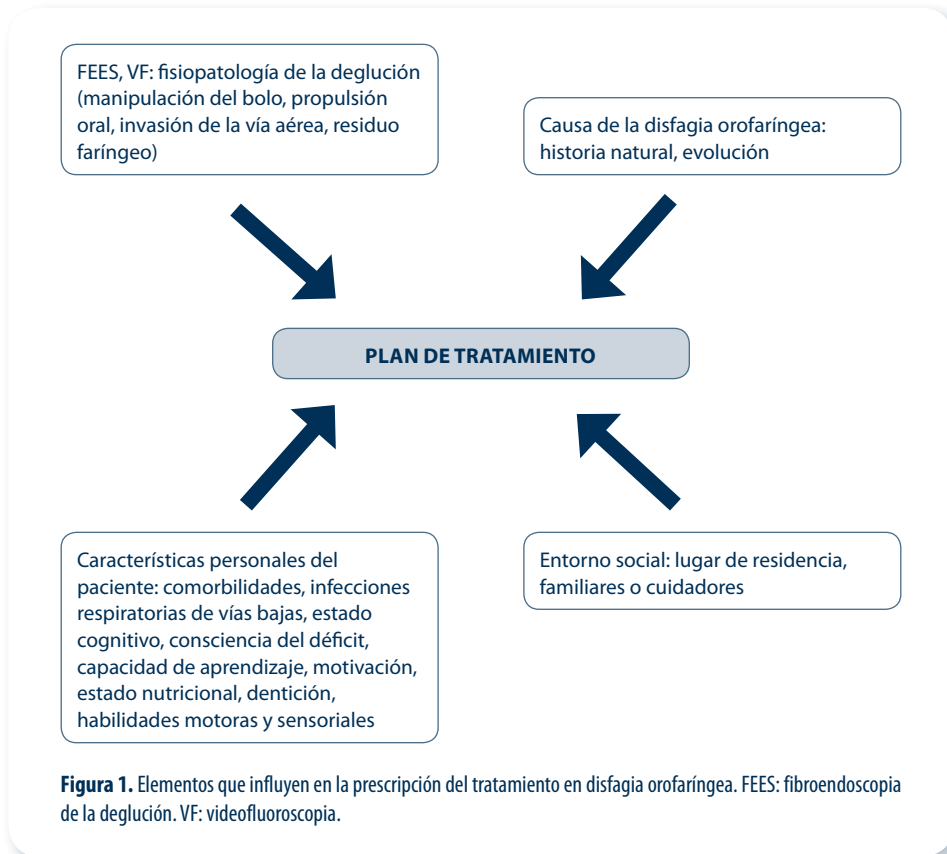 FEES, VF: fisiopatología de la deglución
(manipulación del bolo, propulsión
oral, invasión de la vía aérea, residuo
faríngeo)
Causa de la disfagia orofaríngea:
historia natural, evolución
PLAN DE TRATAMIENTO
Características personales del
paciente: comorbilidades, infecciones
respiratorias de vías bajas, estado
cognitivo, consciencia del déficit,
capacidad de aprendizaje, motivación,
estado nutricional, dentición,
habilidades motoras y sensoriales
Entorno social: lugar de residencia,
familiares o cuidadores
Figura 1. Elementos que influyen en la prescripción del tratamiento en disfagia orofaríngea. FEES: fibroendoscopia
de la deglución. VF: videofluoroscopia.